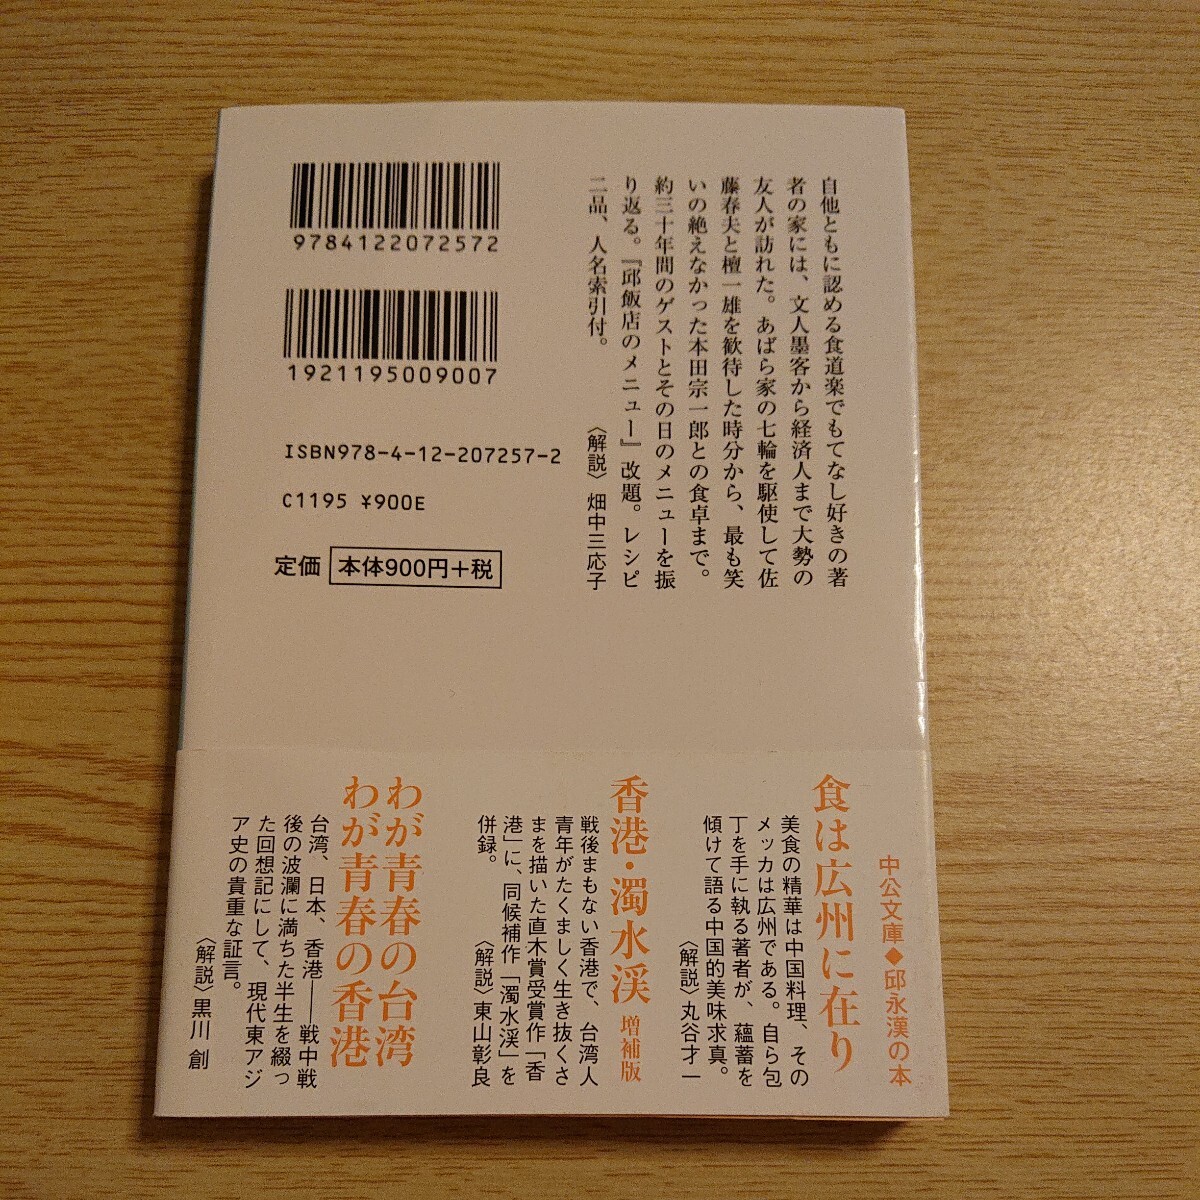 自他ともに認める食道楽でもてなし好きの著
者の家には、文人墨客から経済人まで大勢の
友人が訪れた。あばら家の七輪を駆使して佐
藤春夫と檀一雄を歓待した時分から、最も笑
いの絶えなかった本田宗一郎との食卓まで。
約三十年間のゲストとその日のメニューを振
り返る。『邱飯店のメニュー』改題。レシピ
二品、人名索引付。
〈解説〉畑中三応子
9784122072572
1921195009007
ISBN978-4-12-207257-2
C1195 ¥900E
定価 本体900円+税
中公文庫◆邱永漢の本
食は広州に在り
美食の精華は中国料理、その
メッカは広州である。自ら包
丁を手に執る著者が、蘊蓄を
傾けて語る中国的美味求真。
〈解説〉丸谷才一
香港・濁水渓 増補版
戦後まもない香港で、台湾人
青年がたくましく生き抜くさ
まを描いた直木賞受賞作「香
港」に、同候補作「濁水渓」を
併録。
〈解説〉東山彰良
わが青春の台湾
わが青春の香港
台湾、日本、香港――戦中戦
後の波瀾に満ちた半生を綴っ
た回想記にして、現代東アジ
ア史の貴重な証言。
〈解説〉黒川 創